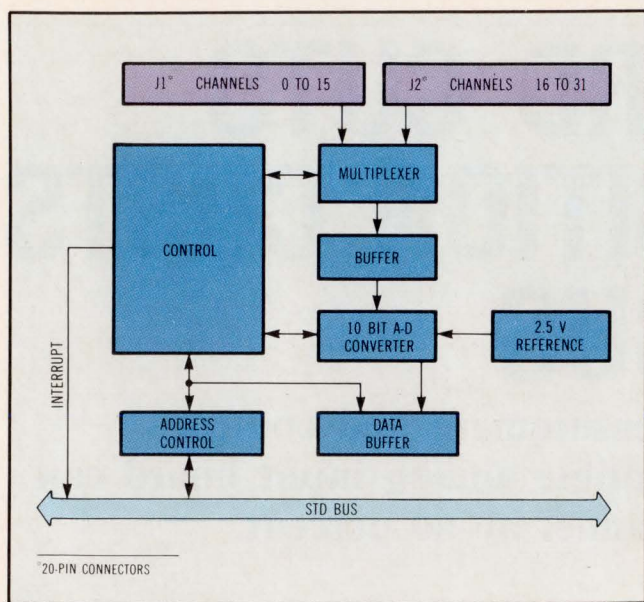 J1° CHANNELS 0 TO 15
J2° CHANNELS 16 TO 31
MULTIPLEXER
CONTROL
BUFFER
10 BIT A-D
CONVERTER
2.5 V
REFERENCE
INTERRUPT
ADDRESS
CONTROL
DATA
BUFFER
STD BUS
°20-PIN CONNECTORS